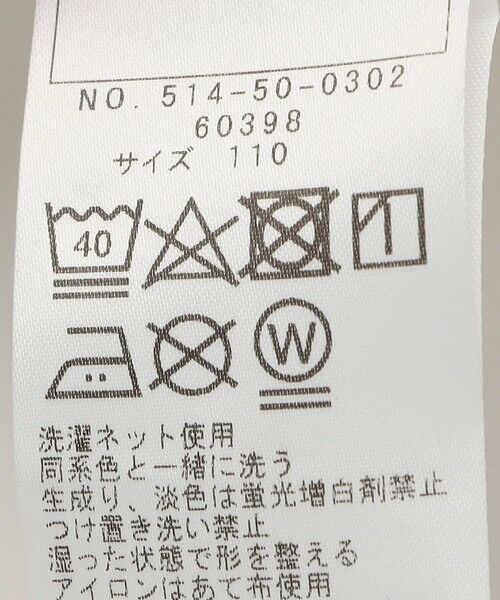 NO. 514-50-0302
60398
サイズ 110
40
W
洗濯ネット使用
同系色と一緒に洗う
生成り、淡色は蛍光増白剤禁止
つけ置き洗い禁止
湿った状態で形を整える
アイロンはあて布使用